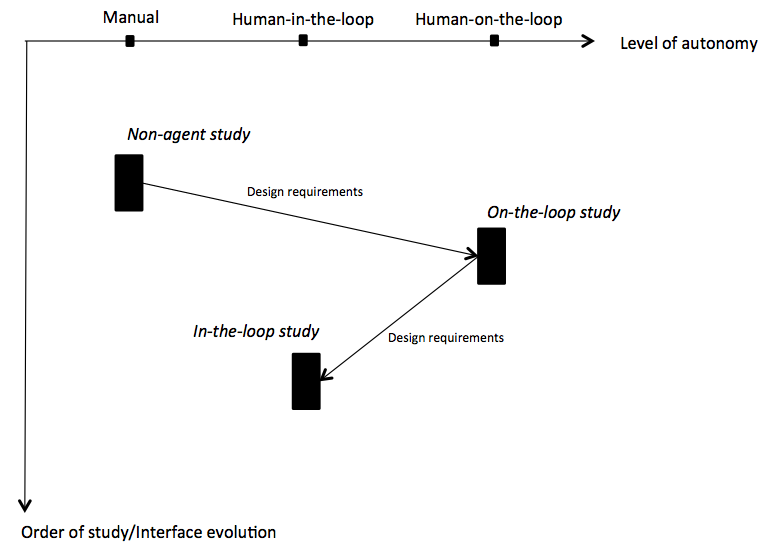 Manual
Human-in-the-loop
Human-on-the-loop
Level of autonomy
Non-agent study
Design requirements
On-the-loop study
In-the-loop study
Design requirements
Order of study/Interface evolution